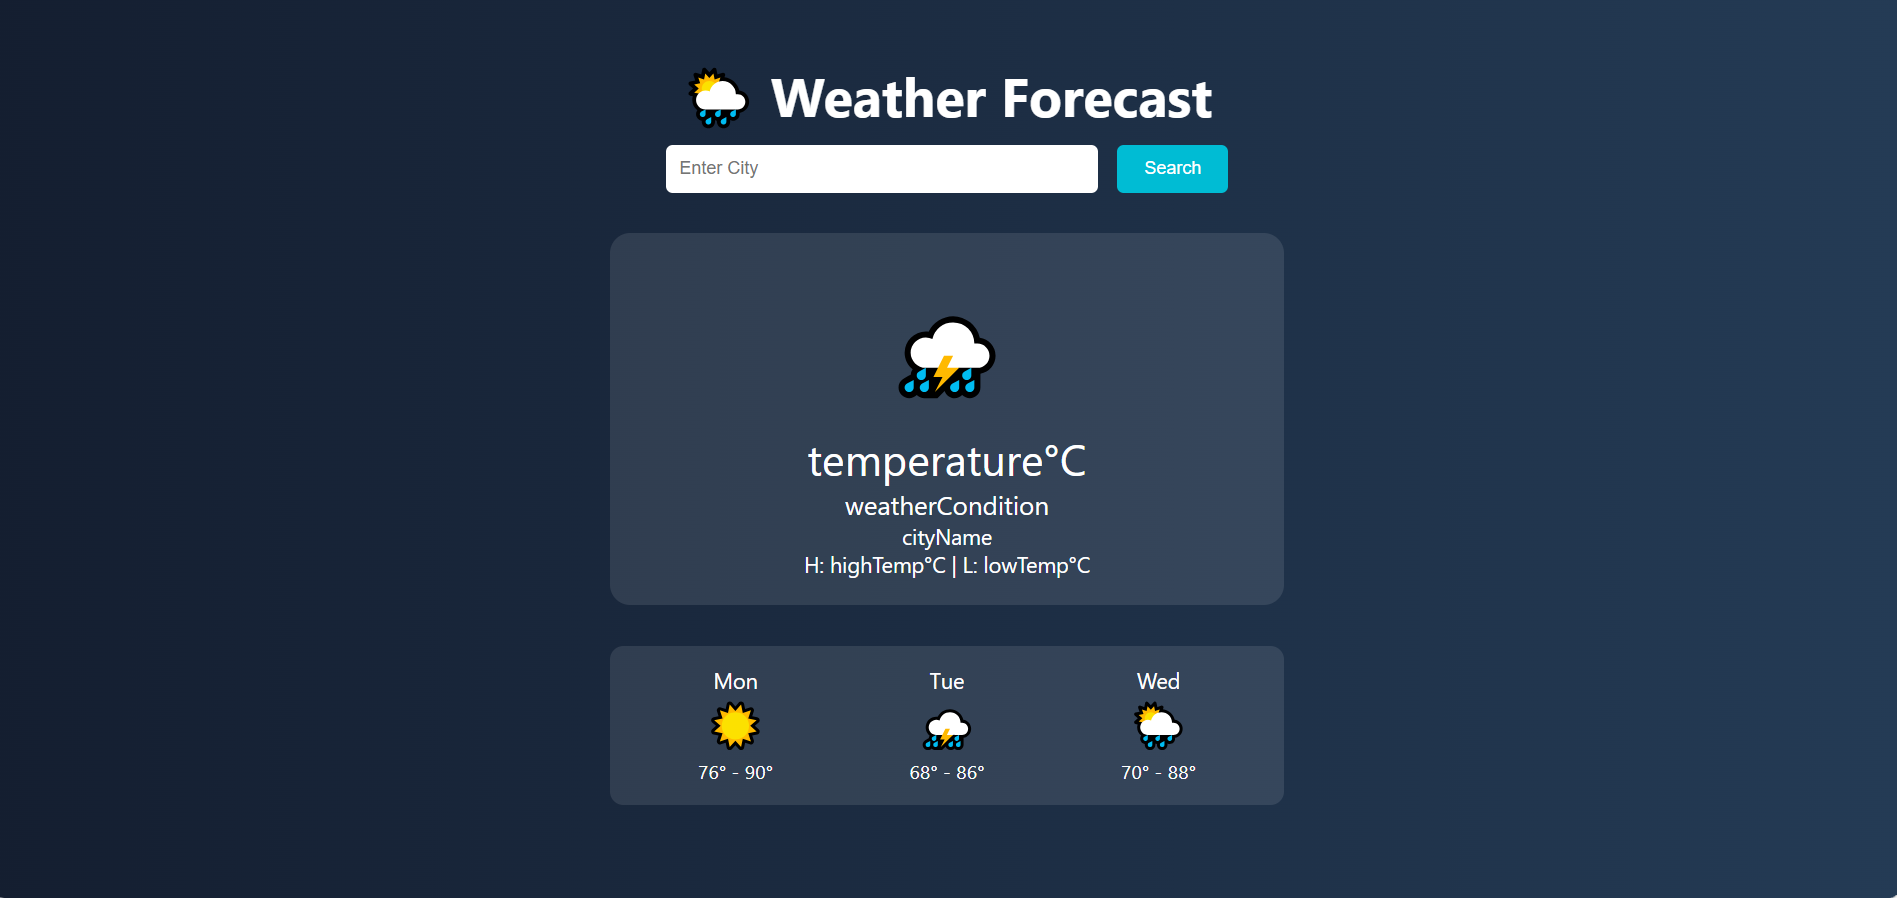 Weather Forecast
Enter City
Search
temperature°C
weatherCondition
cityName
H: highTemp°C | L: lowTemp°C
Mon Tue Wed
76° - 90° 68° - 86° 70° - 88°